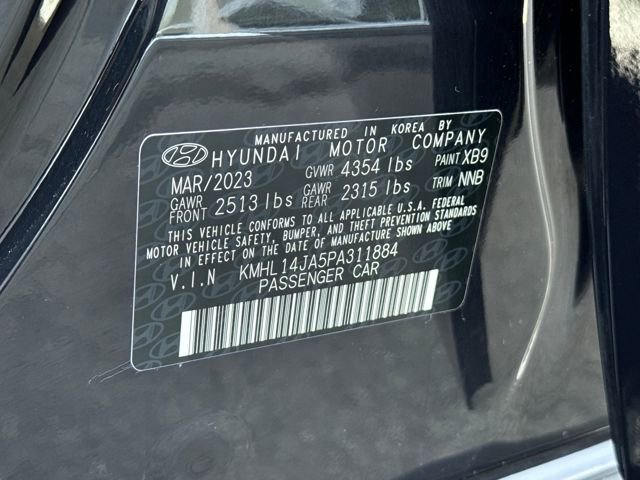 MANUFACTURED IN KOREA BY
HYUNDAI MOTOR COMPANY
MAR/2023 GVWR 4354 lbs PAINT XB9
GAWR FRONT 2513 lbs GAWR REAR 2315 lbs TRIM NNB
THIS VEHICLE CONFORMS TO ALL APPLICABLE U.S.A. FEDERAL
MOTOR VEHICLE SAFETY, BUMPER, AND THEFT PREVENTION STANDARDS
IN EFFECT ON THE DATE OF MANUFACTURE SHOWN ABOVE
V.I.N KMHL14JA5PA311884
PASSENGER CAR